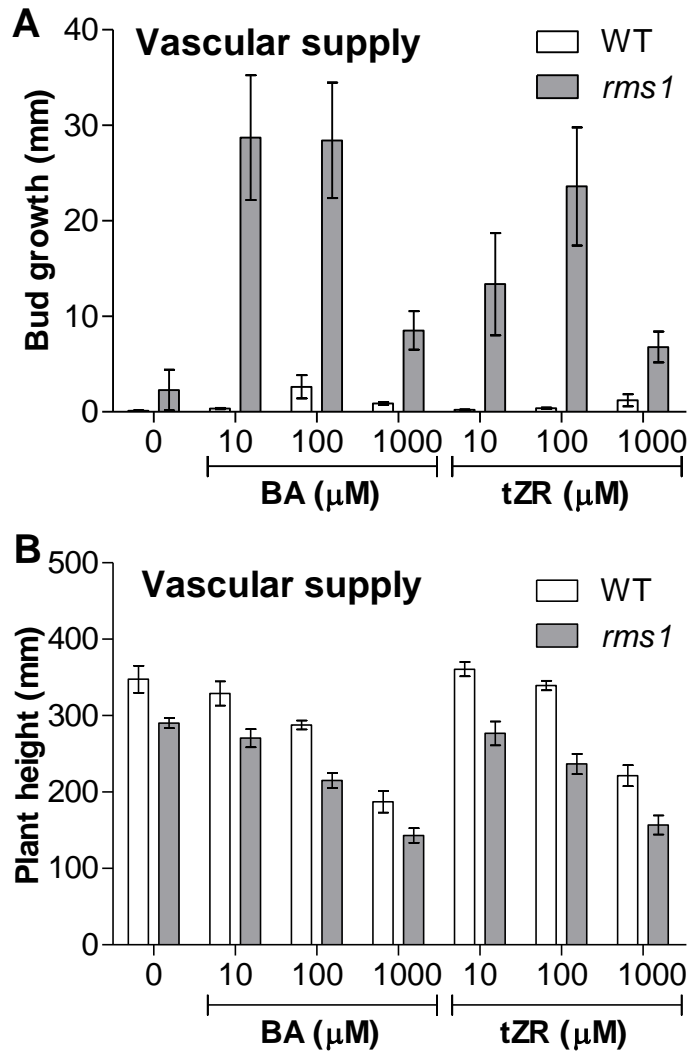 A
Vascular supply
WT
rms1
Bud growth (mm)
40
30
20
10
0
0 10 100 1000 10 100 1000
BA (μM) tZR (μM)
B
Vascular supply
WT
rms1
Plant height (mm)
500
400
300
200
100
0
0 10 100 1000 10 100 1000
BA (μM) tZR (μM)